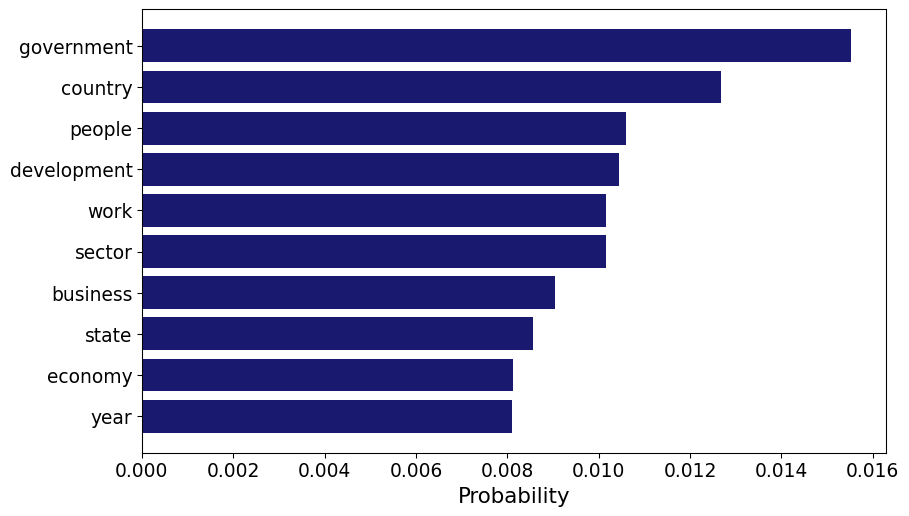 government
country
people
development
work
sector
business
state
economy
year
0.000 0.002 0.004 0.006 0.008 0.010 0.012 0.014 0.016
Probability